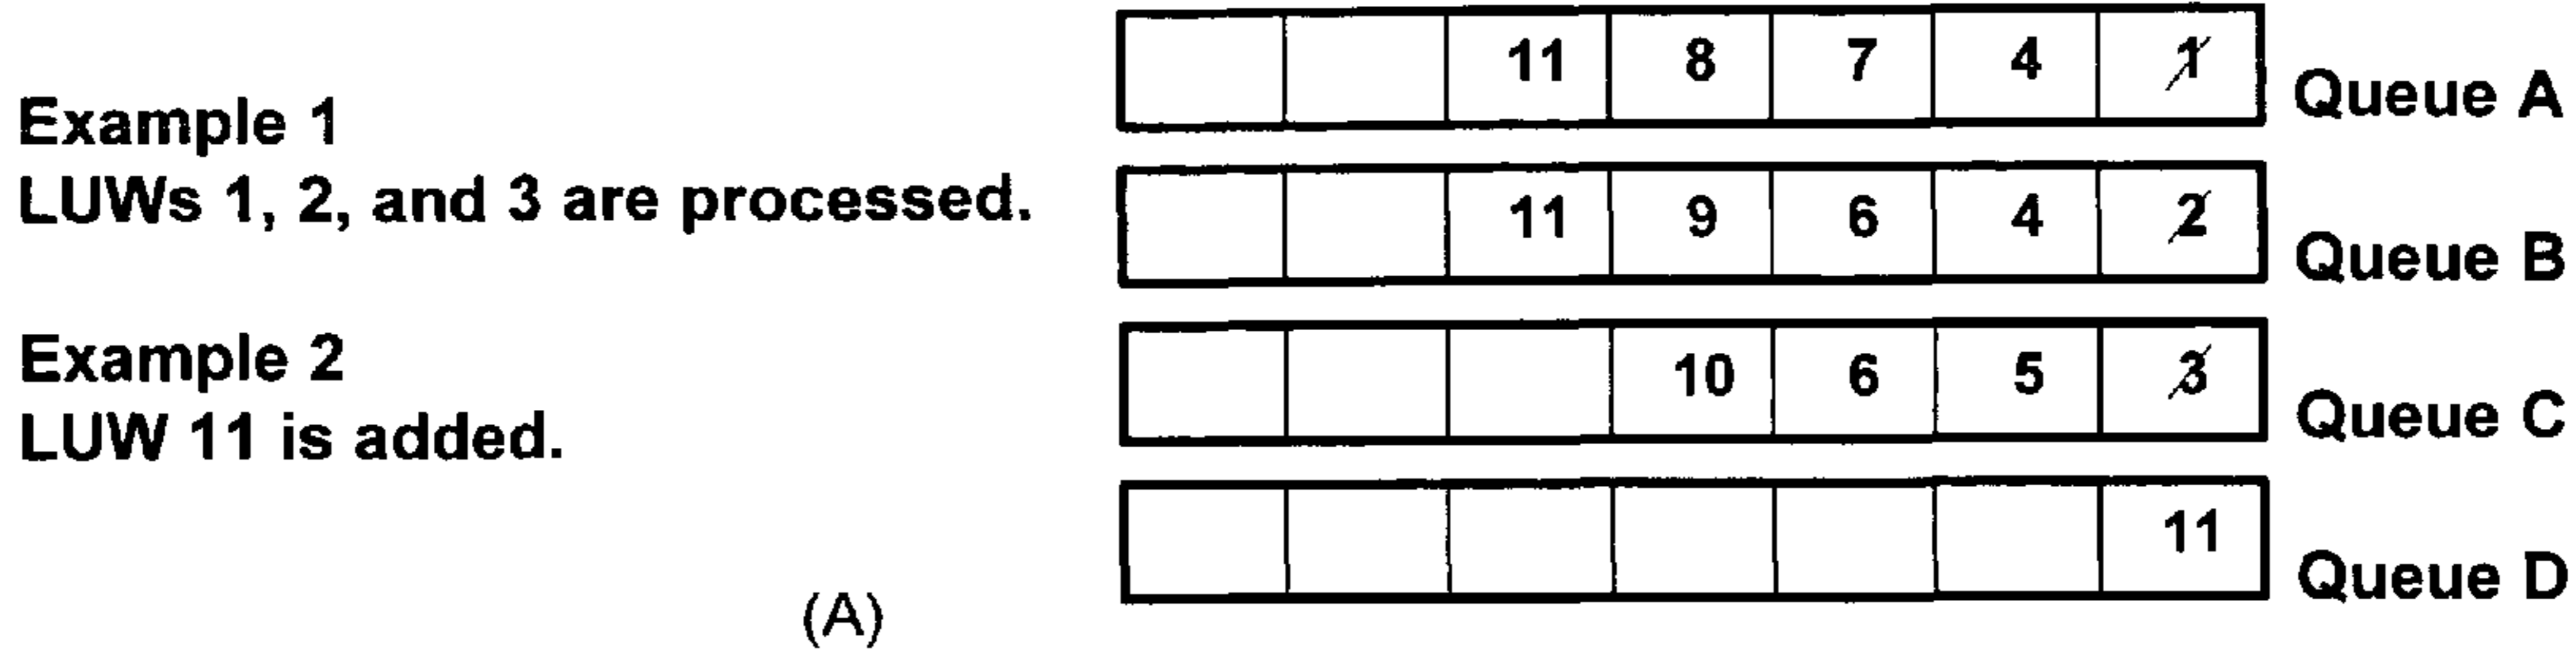 11 8 7 4 1 Queue A
Example 1
LUWs 1, 2, and 3 are processed.
11 9 6 4 2 Queue B
Example 2
10 6 5 3 Queue C
LUW 11 is added.
11 Queue D
(A)